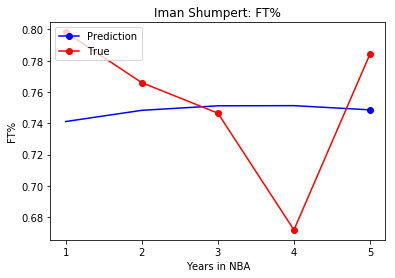 Iman Shumpert: FT%
Prediction
True
FT%
0.80
0.78
0.76
0.74
0.72
0.70
0.68
1 2 3 4 5
Years in NBA